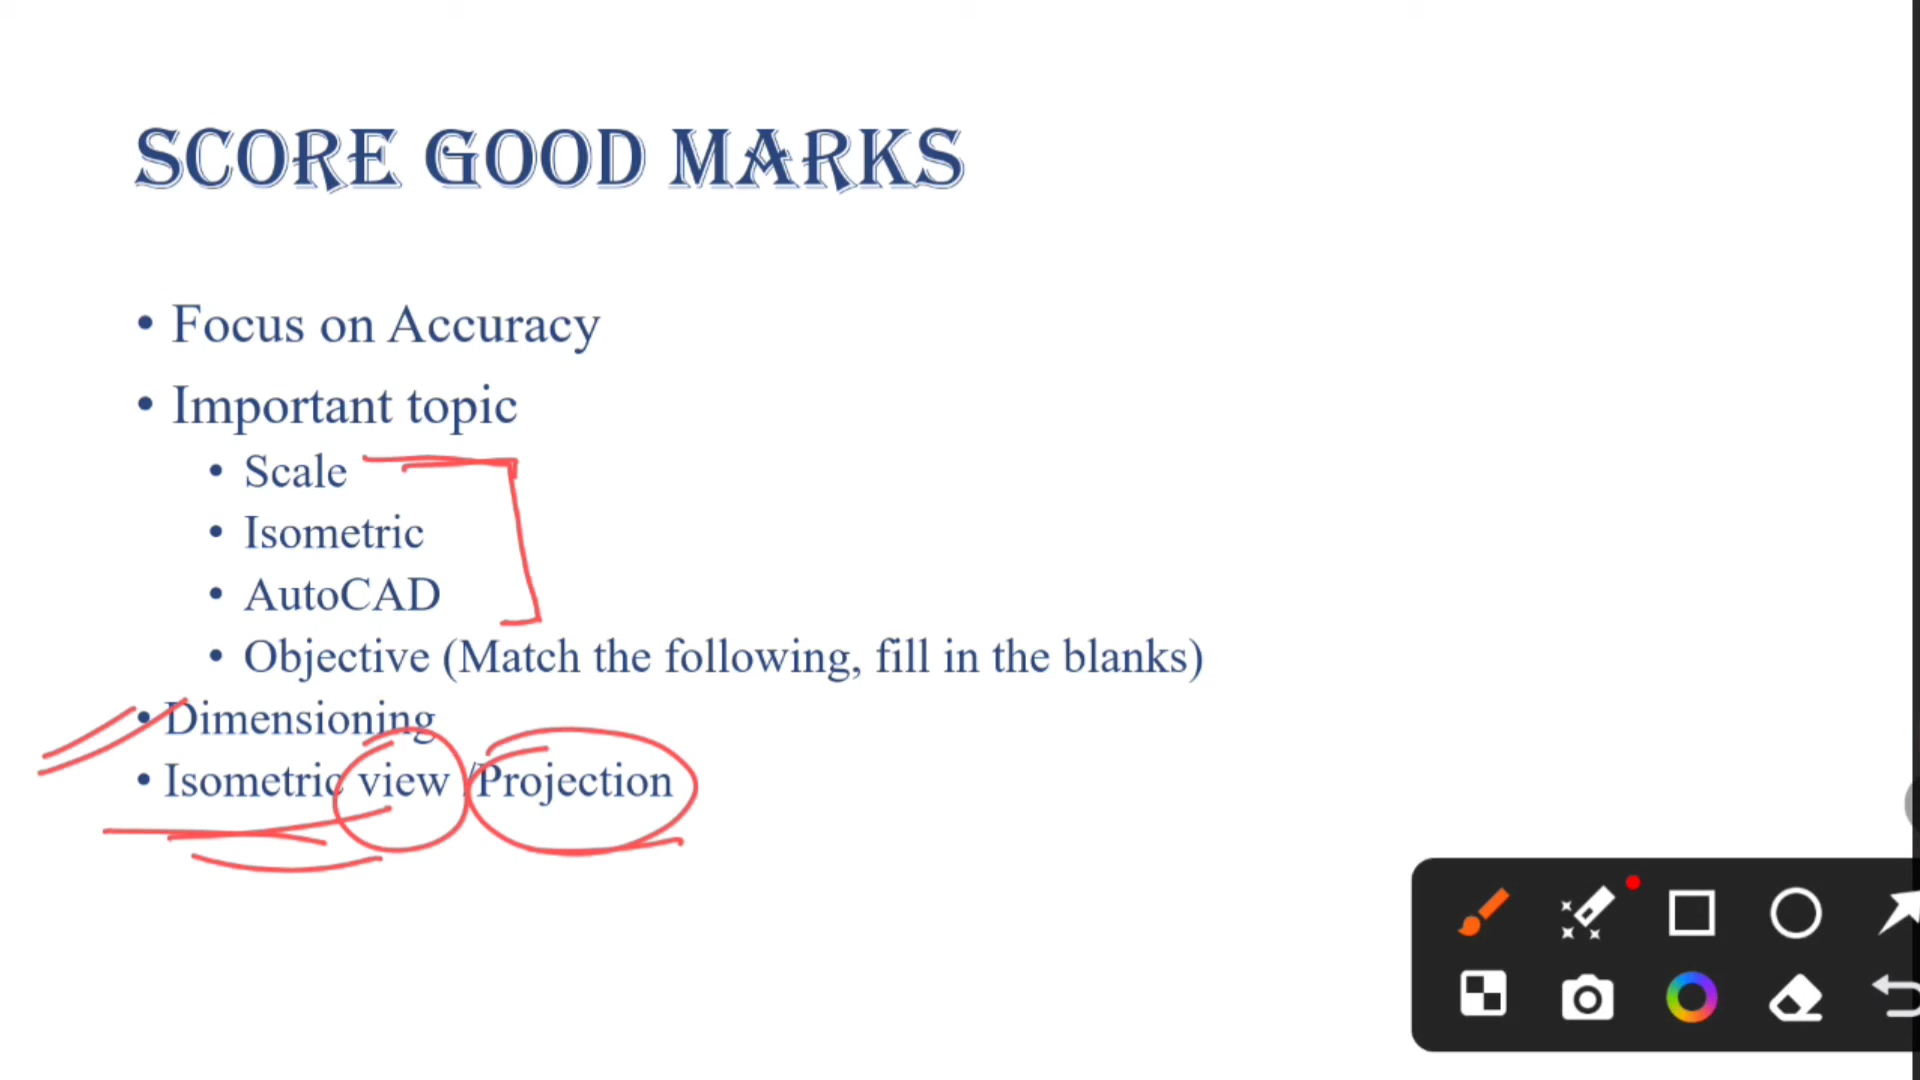 SCORE GOOD MARKS
• Focus on Accuracy
• Important topic
• Scale
• Isometric
• AutoCAD
• Objective (Match the following, fill in the blanks)
• Dimensioning
• Isometric view /Projection